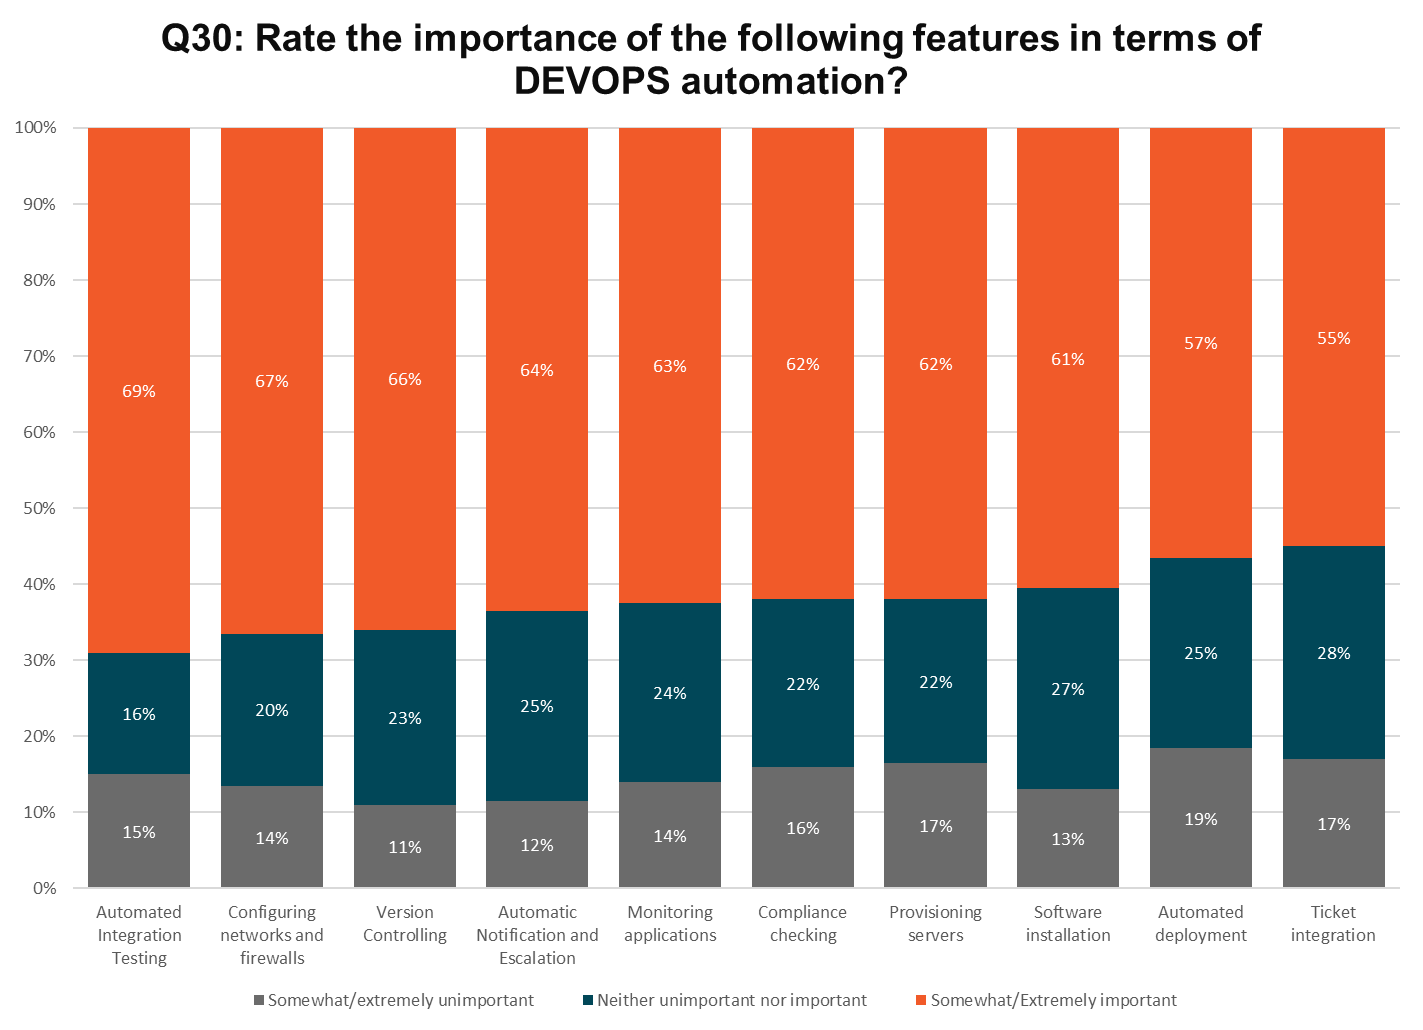 Q30: Rate the importance of the following features in terms of
DEVOPS automation?
100%
90%
80%
70%
60%
50%
40%
30%
20%
10%
0%
69%
67%
66%
64%
63%
62%
62%
61%
57%
55%
16%
20%
23%
25%
24%
22%
22%
27%
25%
28%
15%
14%
11%
12%
14%
16%
17%
13%
19%
17%
Automated
Integration
Testing
Configuring
networks and
firewalls
Version
Controlling
Automatic
Notification and
Escalation
Monitoring
applications
Compliance
checking
Provisioning
servers
Software
installation
Automated
deployment
Ticket
integration
Somewhat/extremely unimportant
Neither unimportant nor important
Somewhat/Extremely important